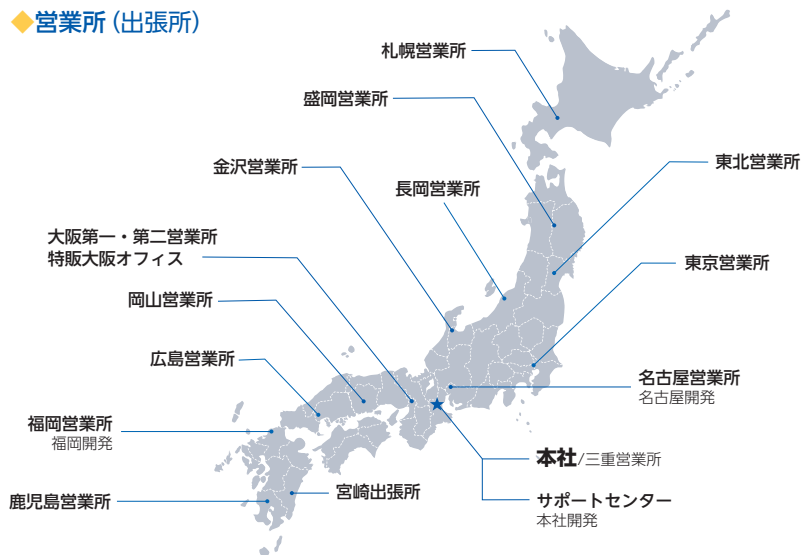 ◆営業所（出張所）
札幌営業所
盛岡営業所
東北営業所
金沢営業所
長岡営業所
大阪第一・第二営業所
特販大阪オフィス
東京営業所
岡山営業所
広島営業所
名古屋営業所
名古屋開発
福岡営業所
福岡開発
本社/三重営業所
宮崎出張所
鹿児島営業所
サポートセンター
本社開発